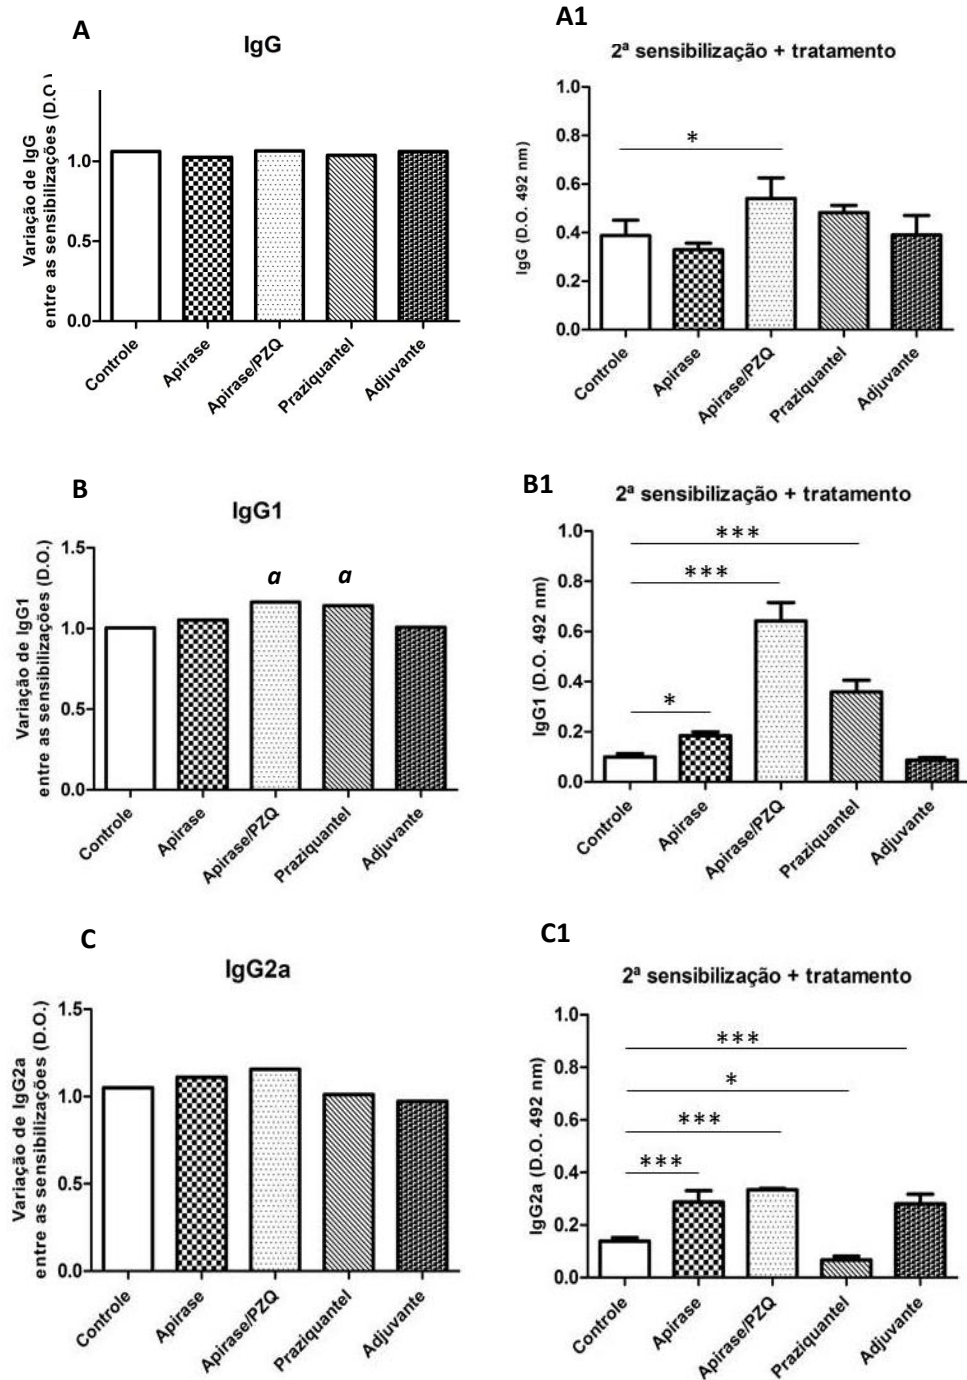 A
IgG
Variação de IgG
entre as sensibilizações (D.O.)
1.0
0.5
0.0
Controle
Apirase
Apirase/PZQ
Praziquantel
Adjuvante
A1
2ª sensibilização + tratamento
IgG (D.O. 492 nm)
1.0
0.8
0.6
0.4
0.2
0.0
*
Controle
Apirase
Apirase/PZQ
Praziquantel
Adjuvante
B
IgG1
Variação de IgG1
entre as sensibilizações (D.O.)
1.5
1.0
0.5
0.0
a
a
Controle
Apirase
Apirase/PZQ
Praziquantel
Adjuvante
B1
2ª sensibilização + tratamento
IgG1 (D.O. 492 nm)
1.0
0.8
0.6
0.4
0.2
0.0
***
***
*
Controle
Apirase
Apirase/PZQ
Praziquantel
Adjuvante
C
IgG2a
Variação de IgG2a
entre as sensibilizações (D.O.)
1.5
1.0
0.5
0.0
Controle
Apirase
Apirase/PZQ
Praziquantel
Adjuvante
C1
2ª sensibilização + tratamento
IgG2a (D.O. 492 nm)
1.0
0.8
0.6
0.4
0.2
0.0
***
*
***
***
Controle
Apirase
Apirase/PZQ
Praziquantel
Adjuvante